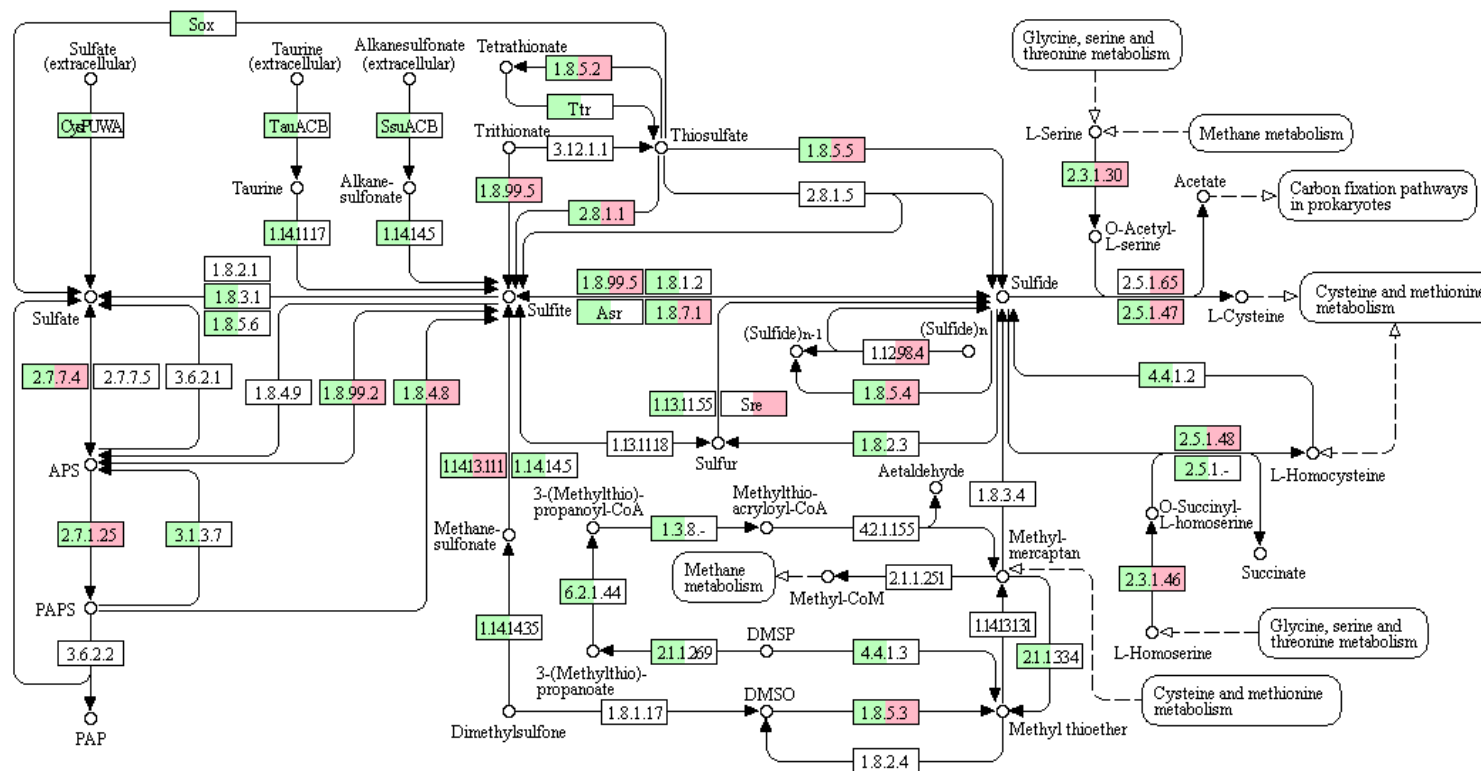 Sox
Sulfate
(extracellular)
Taurine
(extracellular)
Alkanesulfonate
(extracellular)
Tetrathionate
1.8.5.2
Ttr
Glycine, serine and
threonine metabolism
CysPUWA
TauACB
SsuACB
Trithionate
3.12.1.1
Thiosulfate
1.8.5.5
L-Serine
Methane metabolism
Taurine
Alkane-
sulfonate
1.8.99.5
2.8.1.1
2.8.1.5
2.3.1.30
Acetate
Carbon fixation pathways
in prokaryotes
1.14.11.17
1.14.14.5
O-Acetyl-
L-serine
1.8.2.1
1.8.3.1
1.8.5.6
Sulfate
Sulfite
1.8.99.5
1.8.1.2
Asr
1.8.7.1
Sulfide
2.5.1.65
2.5.1.47
L-Cysteine
Cysteine and methionine
metabolism
(Sulfide)n-1
(Sulfide)n
1.12.98.4
2.7.7.4
2.7.7.5
3.6.2.1
1.8.4.9
1.8.99.2
1.8.4.8
1.13.11.55
Sre
1.8.5.4
4.4.1.2
1.13.11.18
Sulfur
1.8.2.3
2.5.1.48
2.5.1.-
L-Homocysteine
APS
1.14.13.111
1.14.14.5
Aetaldehyde
1.8.3.4
3-(Methylthio)-
propanoyl-CoA
Methylthio-
acryloyl-CoA
O-Succinyl-
L-homoserine
2.7.1.25
3.1.3.7
Methane-
sulfonate
1.3.8.-
4.2.1.155
Methyl-
mercaptan
Succinate
Methane
metabolism
Methyl-CoM
2.1.1.251
2.3.1.46
6.2.1.44
PAPS
3.6.2.2
1.14.14.35
DMSP
1.14.13.131
L-Homoserine
Glycine, serine and
threonine metabolism
2.1.1.269
4.4.1.3
2.1.1.334
3-(Methylthio)-
propanoate
DMSO
Cysteine and methionine
metabolism
PAP
Dimethylsulfone
1.8.1.17
1.8.5.3
Methyl thioether
1.8.2.4